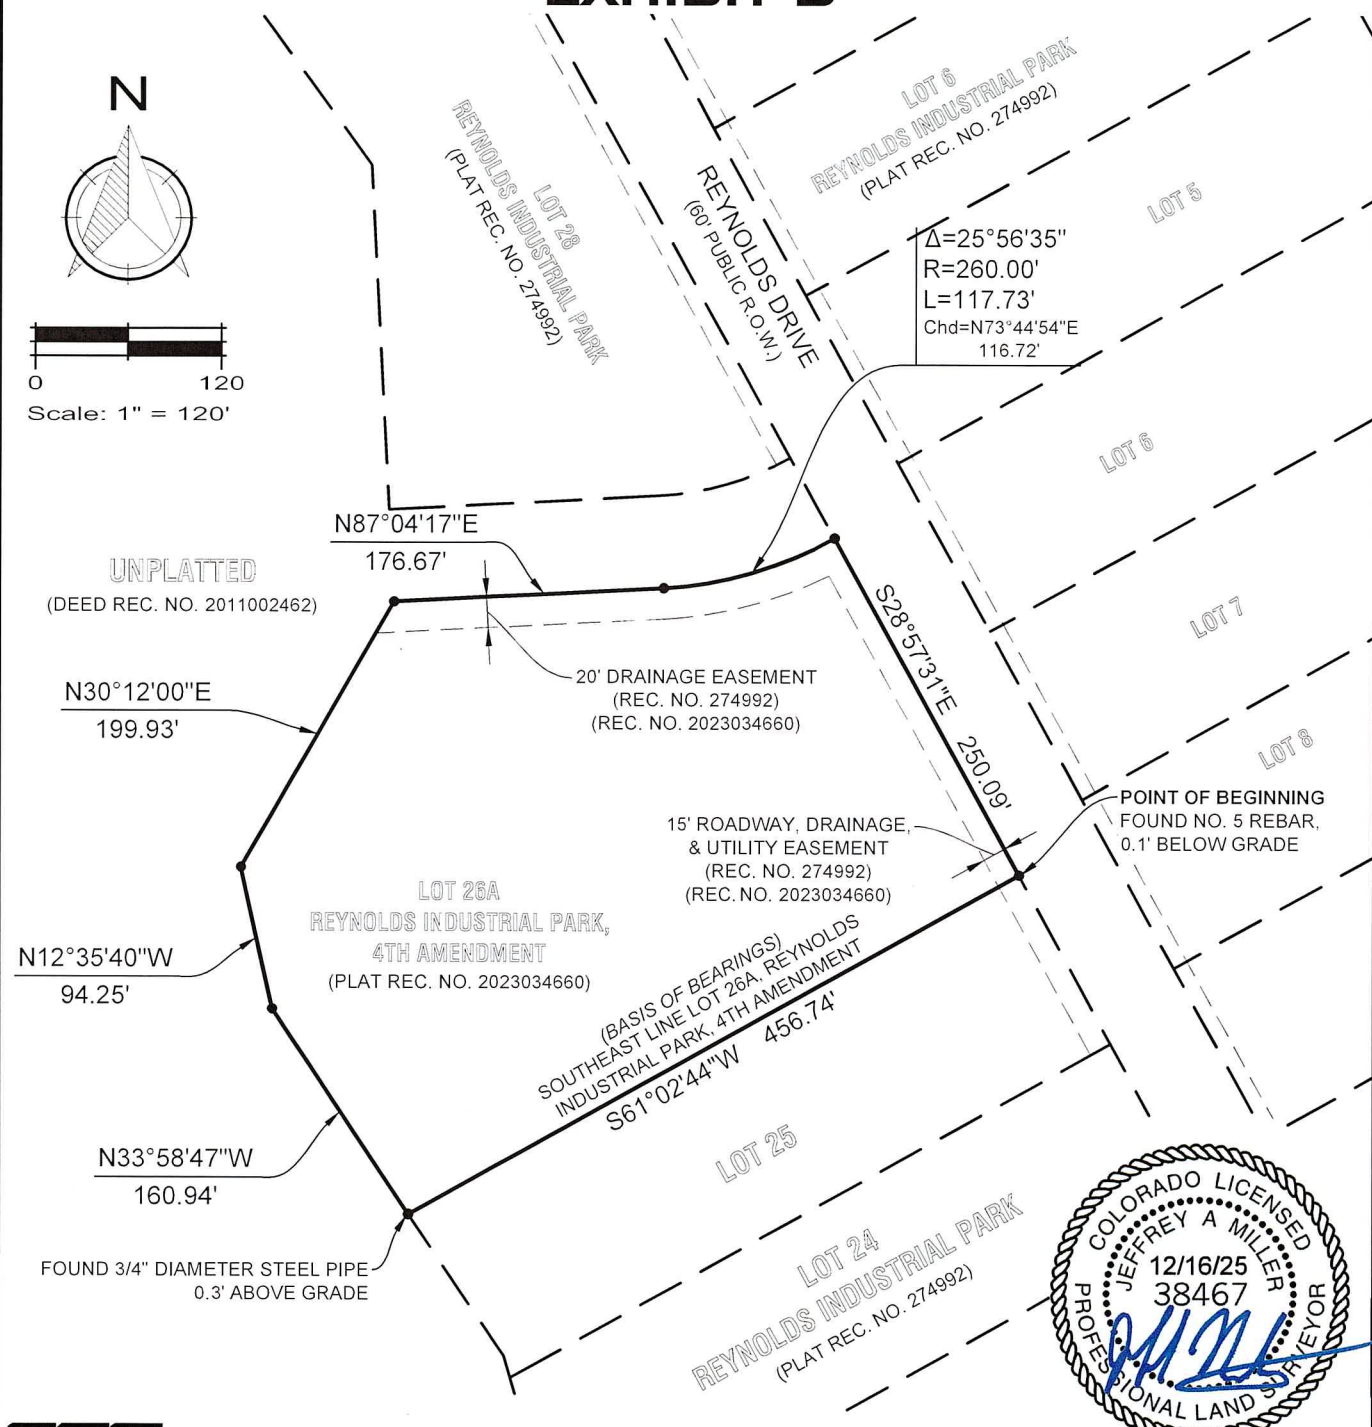 EXHIBIT B
N
0 120
Scale: 1" = 120'
LOT 28
REYNOLDS INDUSTRIAL PARK
(PLAT REC. NO. 274992)
REYNOLDS DRIVE
(60' PUBLIC R.O.W.)
LOT 6
REYNOLDS INDUSTRIAL PARK
(PLAT REC. NO. 274992)
LOT 5
Δ=25°56'35"
R=260.00'
L=117.73'
Chd=N73°44'54"E
116.72'
LOT 6
LOT 7
LOT 8
N87°04'17"E
176.67'
UNPLATTED
(DEED REC. NO. 2011002462)
N30°12'00"E
199.93'
20' DRAINAGE EASEMENT
(REC. NO. 274992)
(REC. NO. 2023034660)
S28°57'31"E 250.09'
POINT OF BEGINNING
FOUND NO. 5 REBAR,
0.1' BELOW GRADE
15' ROADWAY, DRAINAGE,
& UTILITY EASEMENT
(REC. NO. 274992)
(REC. NO. 2023034660)
LOT 26A
REYNOLDS INDUSTRIAL PARK,
4TH AMENDMENT
(PLAT REC. NO. 2023034660)
N12°35'40"W
94.25'
(BASIS OF BEARINGS)
SOUTHEAST LINE LOT 26A, REYNOLDS
INDUSTRIAL PARK, 4TH AMENDMENT
S61°02'44"W 456.74'
N33°58'47"W
160.94'
FOUND 3/4" DIAMETER STEEL PIPE
0.3' ABOVE GRADE
LOT 25
LOT 24
REYNOLDS INDUSTRIAL PARK
(PLAT REC. NO. 274992)
COLORADO LICENSED
JEFFREY A MILLER
12/16/25
38467
PROFESSIONAL LAND SURVEYOR